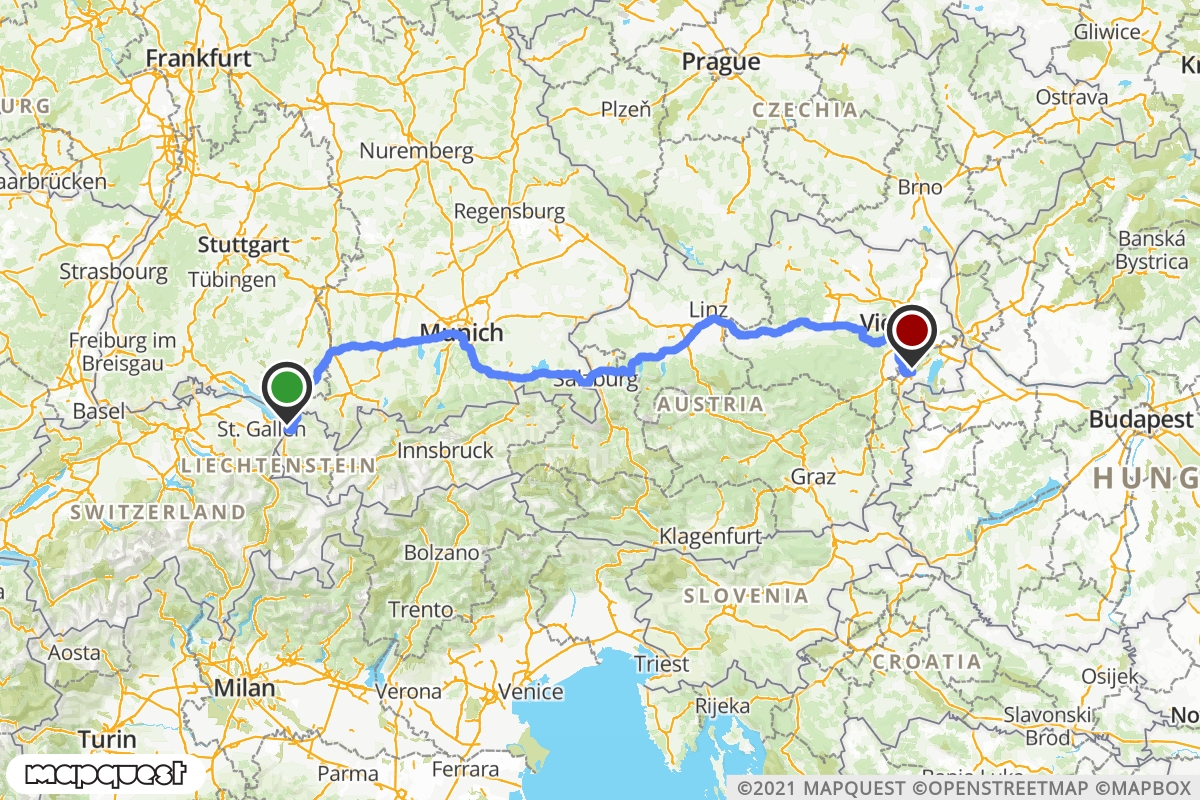 Frankfurt
Prague
Gliwice
Kr
URG
Plzeň
CZECHIA
Ostrava
Nuremberg
aarbrücken
Brno
Regensburg
Stuttgart
Strasbourg
Tübingen
Banská
Bystrica
Linz
Vie
Munich
Freiburg im
Breisgau
Salzburg
Basel
AUSTRIA
St. Gallen
Budapest
Innsbruck
LIECHTENSTEIN
Graz
HUNG
SWITZERLAND
Klagenfurt
Bolzano
SLOVENIA
Trento
Aosta
Triest
CROATIA
Osijek
Milan
Verona
Venice
Rijeka
Slavonski
Brod
No
Turin
Parma
Ferrara
Banja Luka
mapquest
©2021 MAPQUEST ©OPENSTREETMAP ©MAPBOX